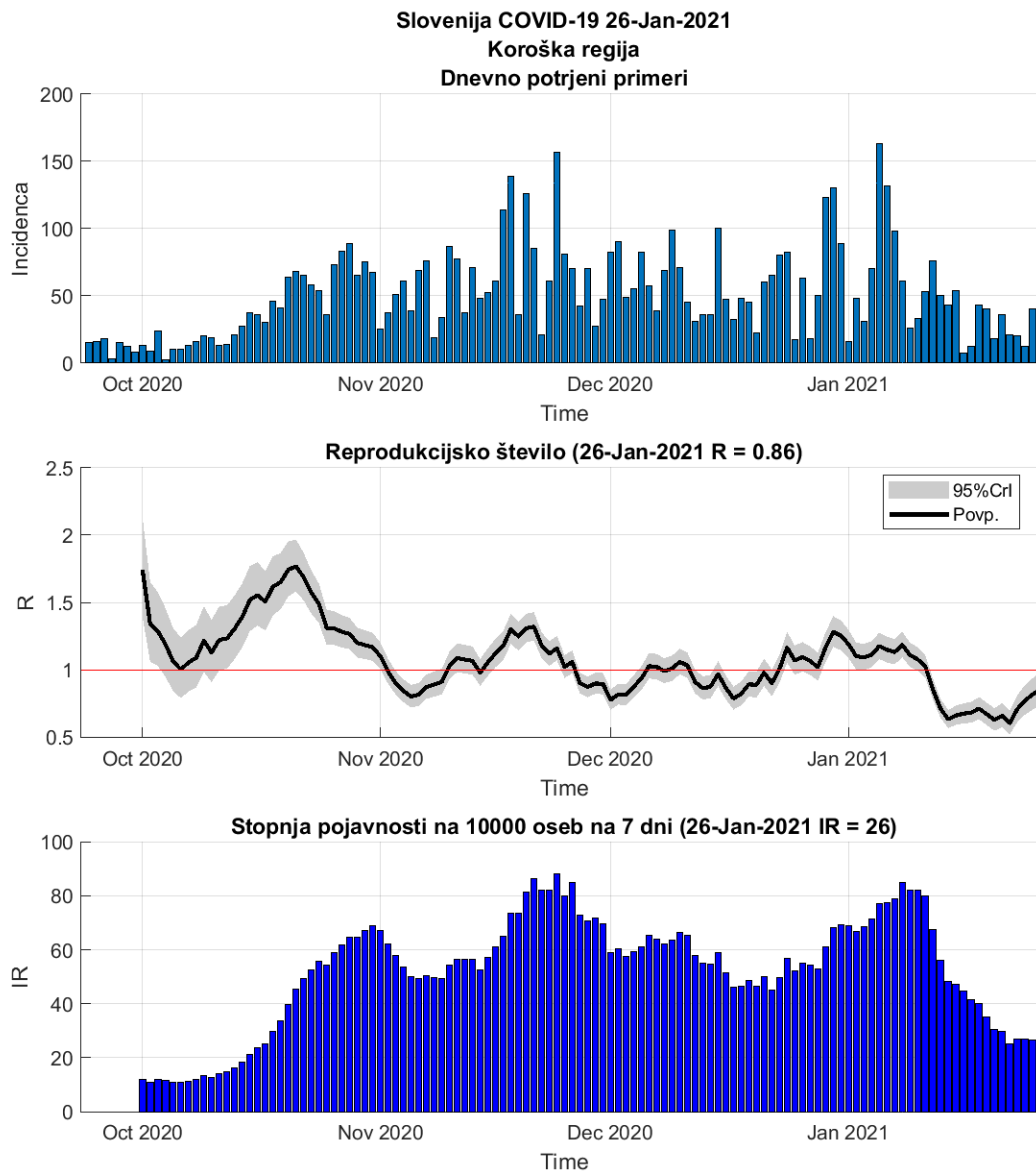 Slovenija COVID-19 26-Jan-2021
Koroška regija
Dnevno potrjeni primeri
200
150
100
50
0
Incidenca
Oct 2020 Nov 2020 Dec 2020 Jan 2021
Time
Reprodukcijsko število (26-Jan-2021 R = 0.86)
2.5
2
1.5
1
0.5
R
95%CrI
Povp.
Oct 2020 Nov 2020 Dec 2020 Jan 2021
Time
Stopnja pojavnosti na 10000 oseb na 7 dni (26-Jan-2021 IR = 26)
100
80
60
40
20
0
IR
Oct 2020 Nov 2020 Dec 2020 Jan 2021
Time